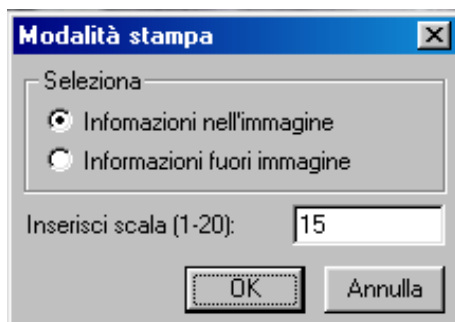 Modalità stampa
Seleziona
Infomazioni nell'immagine
Informazioni fuori immagine
Inserisci scala (1-20): 15
OK Annulla